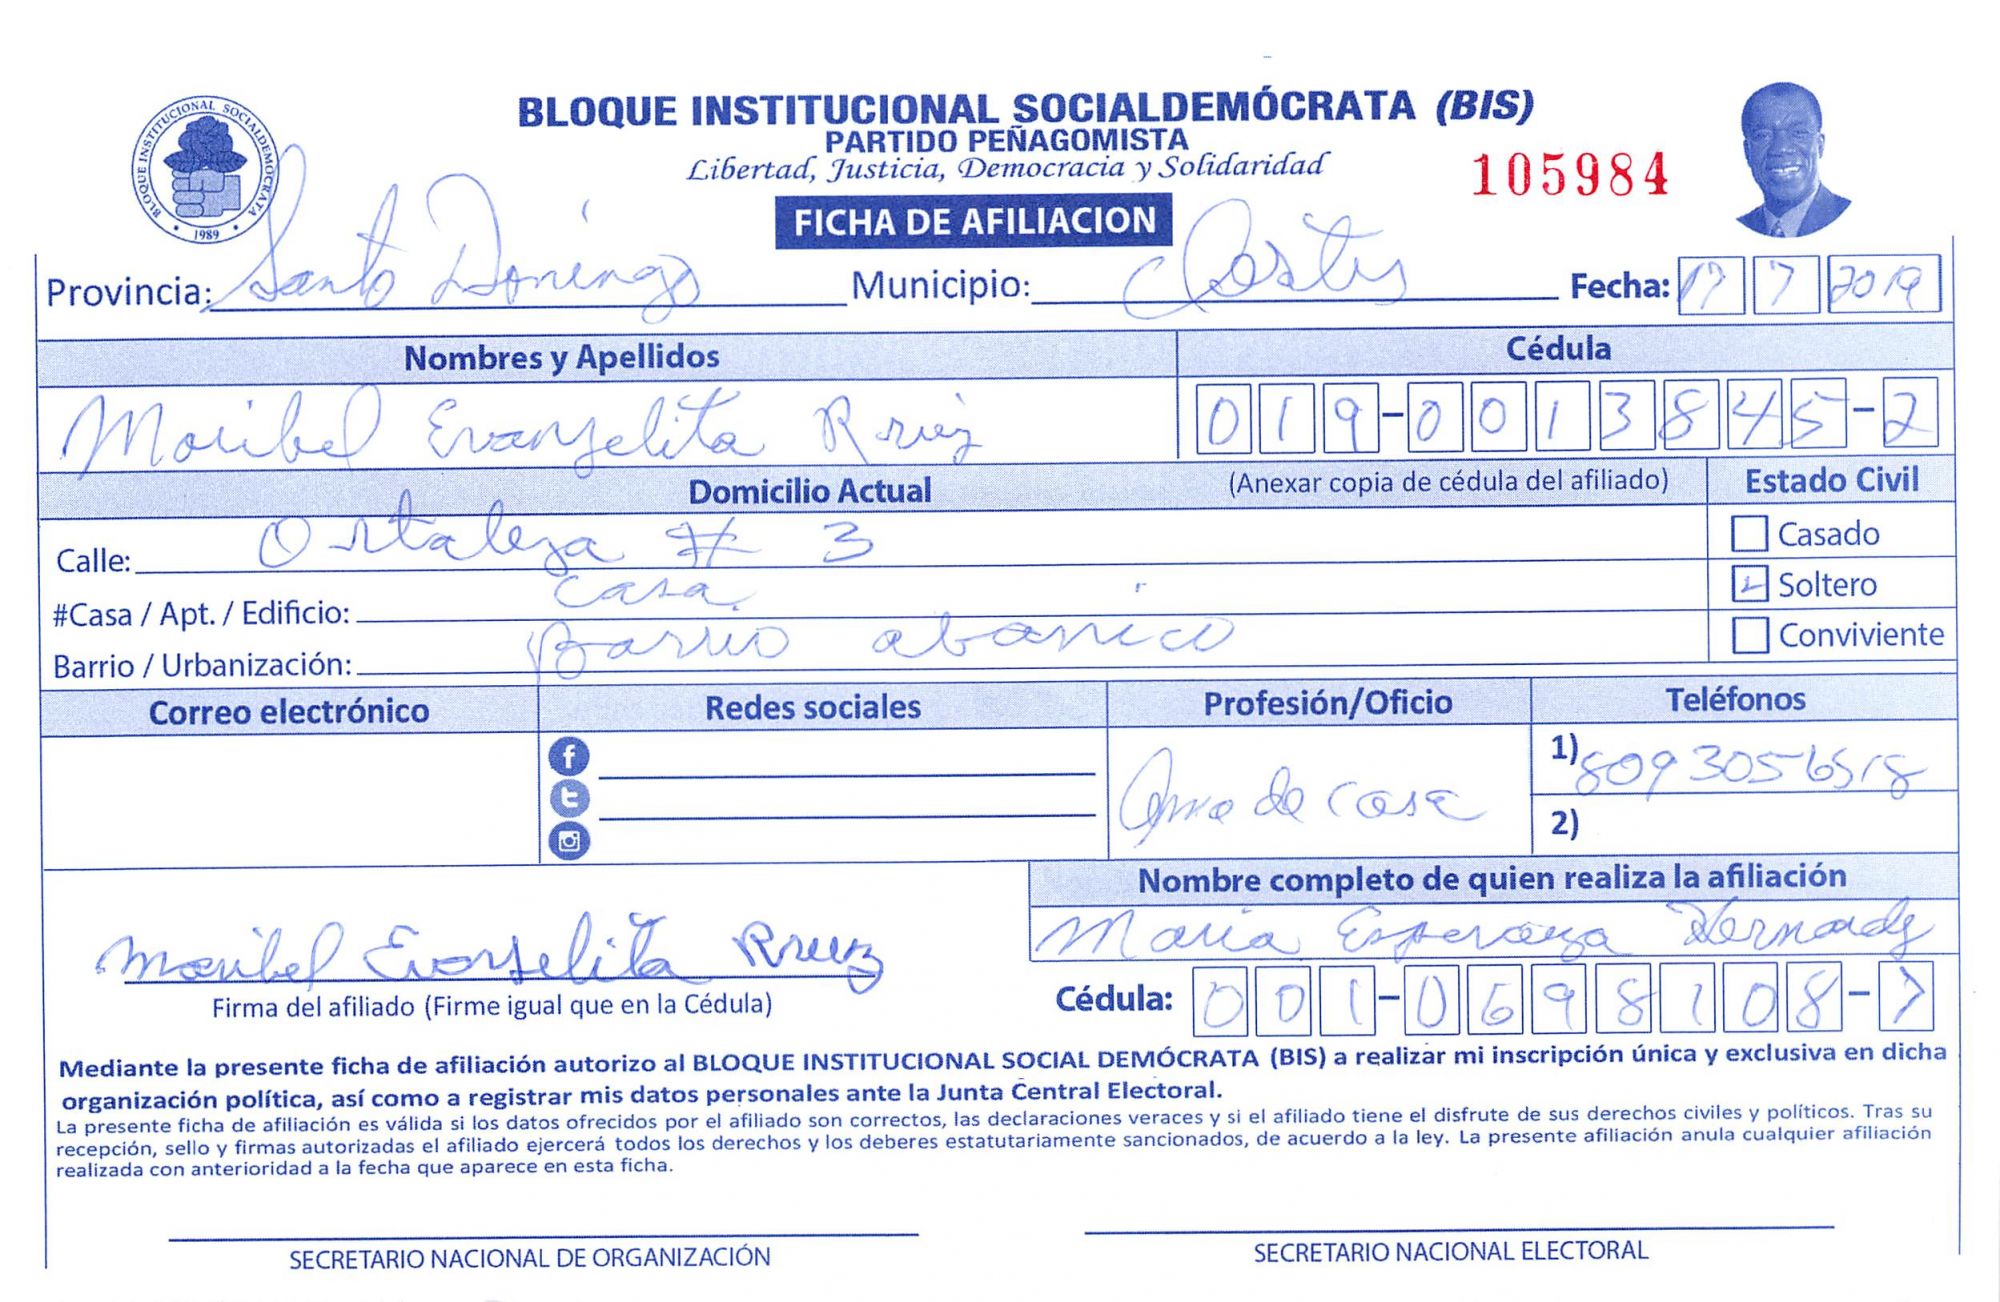 BLOQUE INSTITUCIONAL SOCIALDEMÓCRATA (BIS)
PARTIDO PEÑAGOMISTA
Libertad, Justicia, Democracia y Solidaridad
105984
BLOQUE INSTITUCIONAL SOCIALDEMOCRATA
• 1989 •
FICHA DE AFILIACION
Provincia: Santo Domingo Municipio: Fecha: 17 7 2019
Nombres y Apellidos Cédula
Maribel Evangelita 019-0013845-2
Domicilio Actual (Anexar copia de cédula del afiliado) Estado Civil
Calle: Ortaleza # 3 Casado
#Casa / Apt. / Edificio: Casa Soltero
Barrio / Urbanización: Barrio abanico Conviviente
Correo electrónico Redes sociales Profesión/Oficio Teléfonos
Ama de casa 1) 8093056518
2)
Nombre completo de quien realiza la afiliación
Maria Esperanza
Maribel Evangelita
Firma del afiliado (Firme igual que en la Cédula) Cédula: 001-0698108-7
Mediante la presente ficha de afiliación autorizo al BLOQUE INSTITUCIONAL SOCIAL DEMÓCRATA (BIS) a realizar mi inscripción única y exclusiva en dicha
organización política, así como a registrar mis datos personales ante la Junta Central Electoral.
La presente ficha de afiliación es válida si los datos ofrecidos por el afiliado son correctos, las declaraciones veraces y si el afiliado tiene el disfrute de sus derechos civiles y políticos. Tras su
recepción, sello y firmas autorizadas el afiliado ejercerá todos los derechos y los deberes estatutariamente sancionados, de acuerdo a la ley. La presente afiliación anula cualquier afiliación
realizada con anterioridad a la fecha que aparece en esta ficha.
SECRETARIO NACIONAL DE ORGANIZACIÓN SECRETARIO NACIONAL ELECTORAL